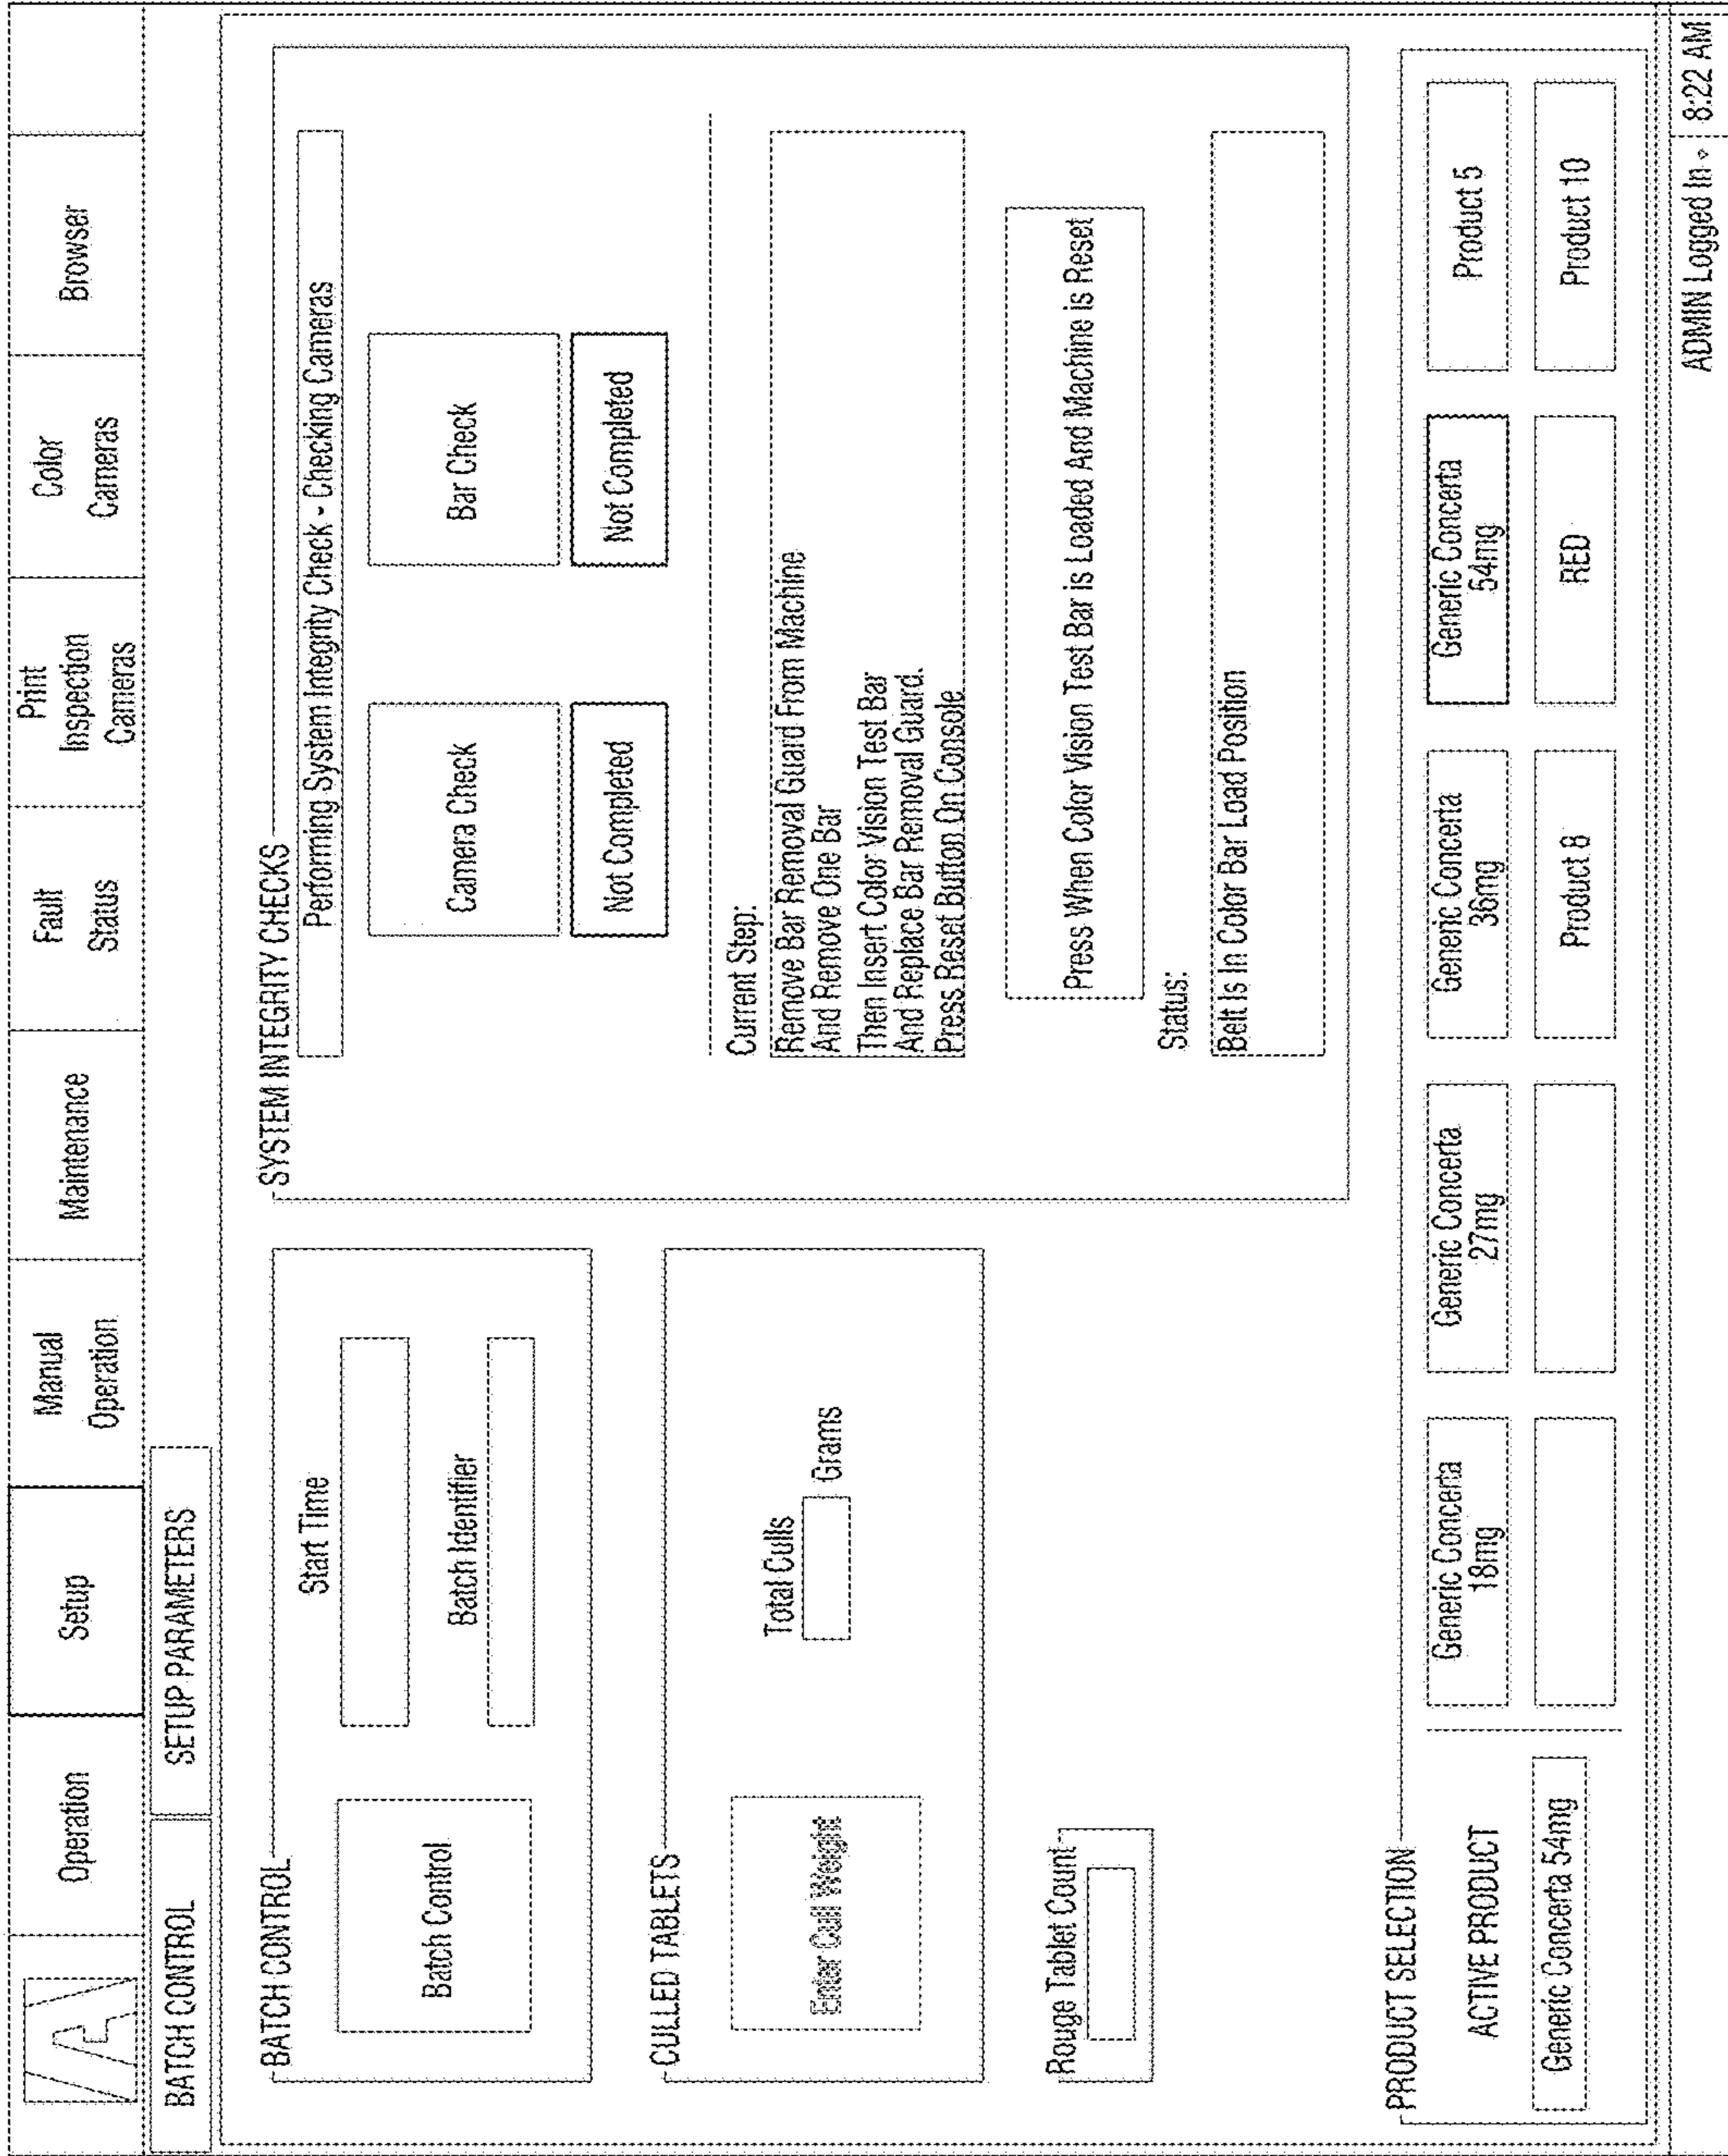 A
Operation
Setup
Manual
Operation
Maintenance
Fault
Status
Print
Inspection
Cameras
Color
Cameras
Browser
BATCH CONTROL
SETUP PARAMETERS
BATCH CONTROL
Batch Control
Start Time
Batch Identifier
CULLED TABLETS
Enter Cull Weight
Total Culls
Grams
Rouge Tablet Count
SYSTEM INTEGRITY CHECKS
Performing System Integrity Check - Checking Cameras
Camera Check
Bar Check
Not Completed
Not Completed
Current Step:
Remove Bar Removal Guard From Machine
And Remove One Bar
Then Insert Color Vision Test Bar
And Replace Bar Removal Guard.
Press Reset Button On Console
Press When Color Vision Test Bar is Loaded And Machine is Reset
Status:
Belt Is In Color Bar Load Position
PRODUCT SELECTION
ACTIVE PRODUCT
Generic Concerta 54mg
Generic Concerta
18mg
Generic Concerta
27mg
Generic Concerta
36mg
Generic Concerta
54mg
Product 5
Product 8
RED
Product 10
ADMIN Logged In
8:22 AM